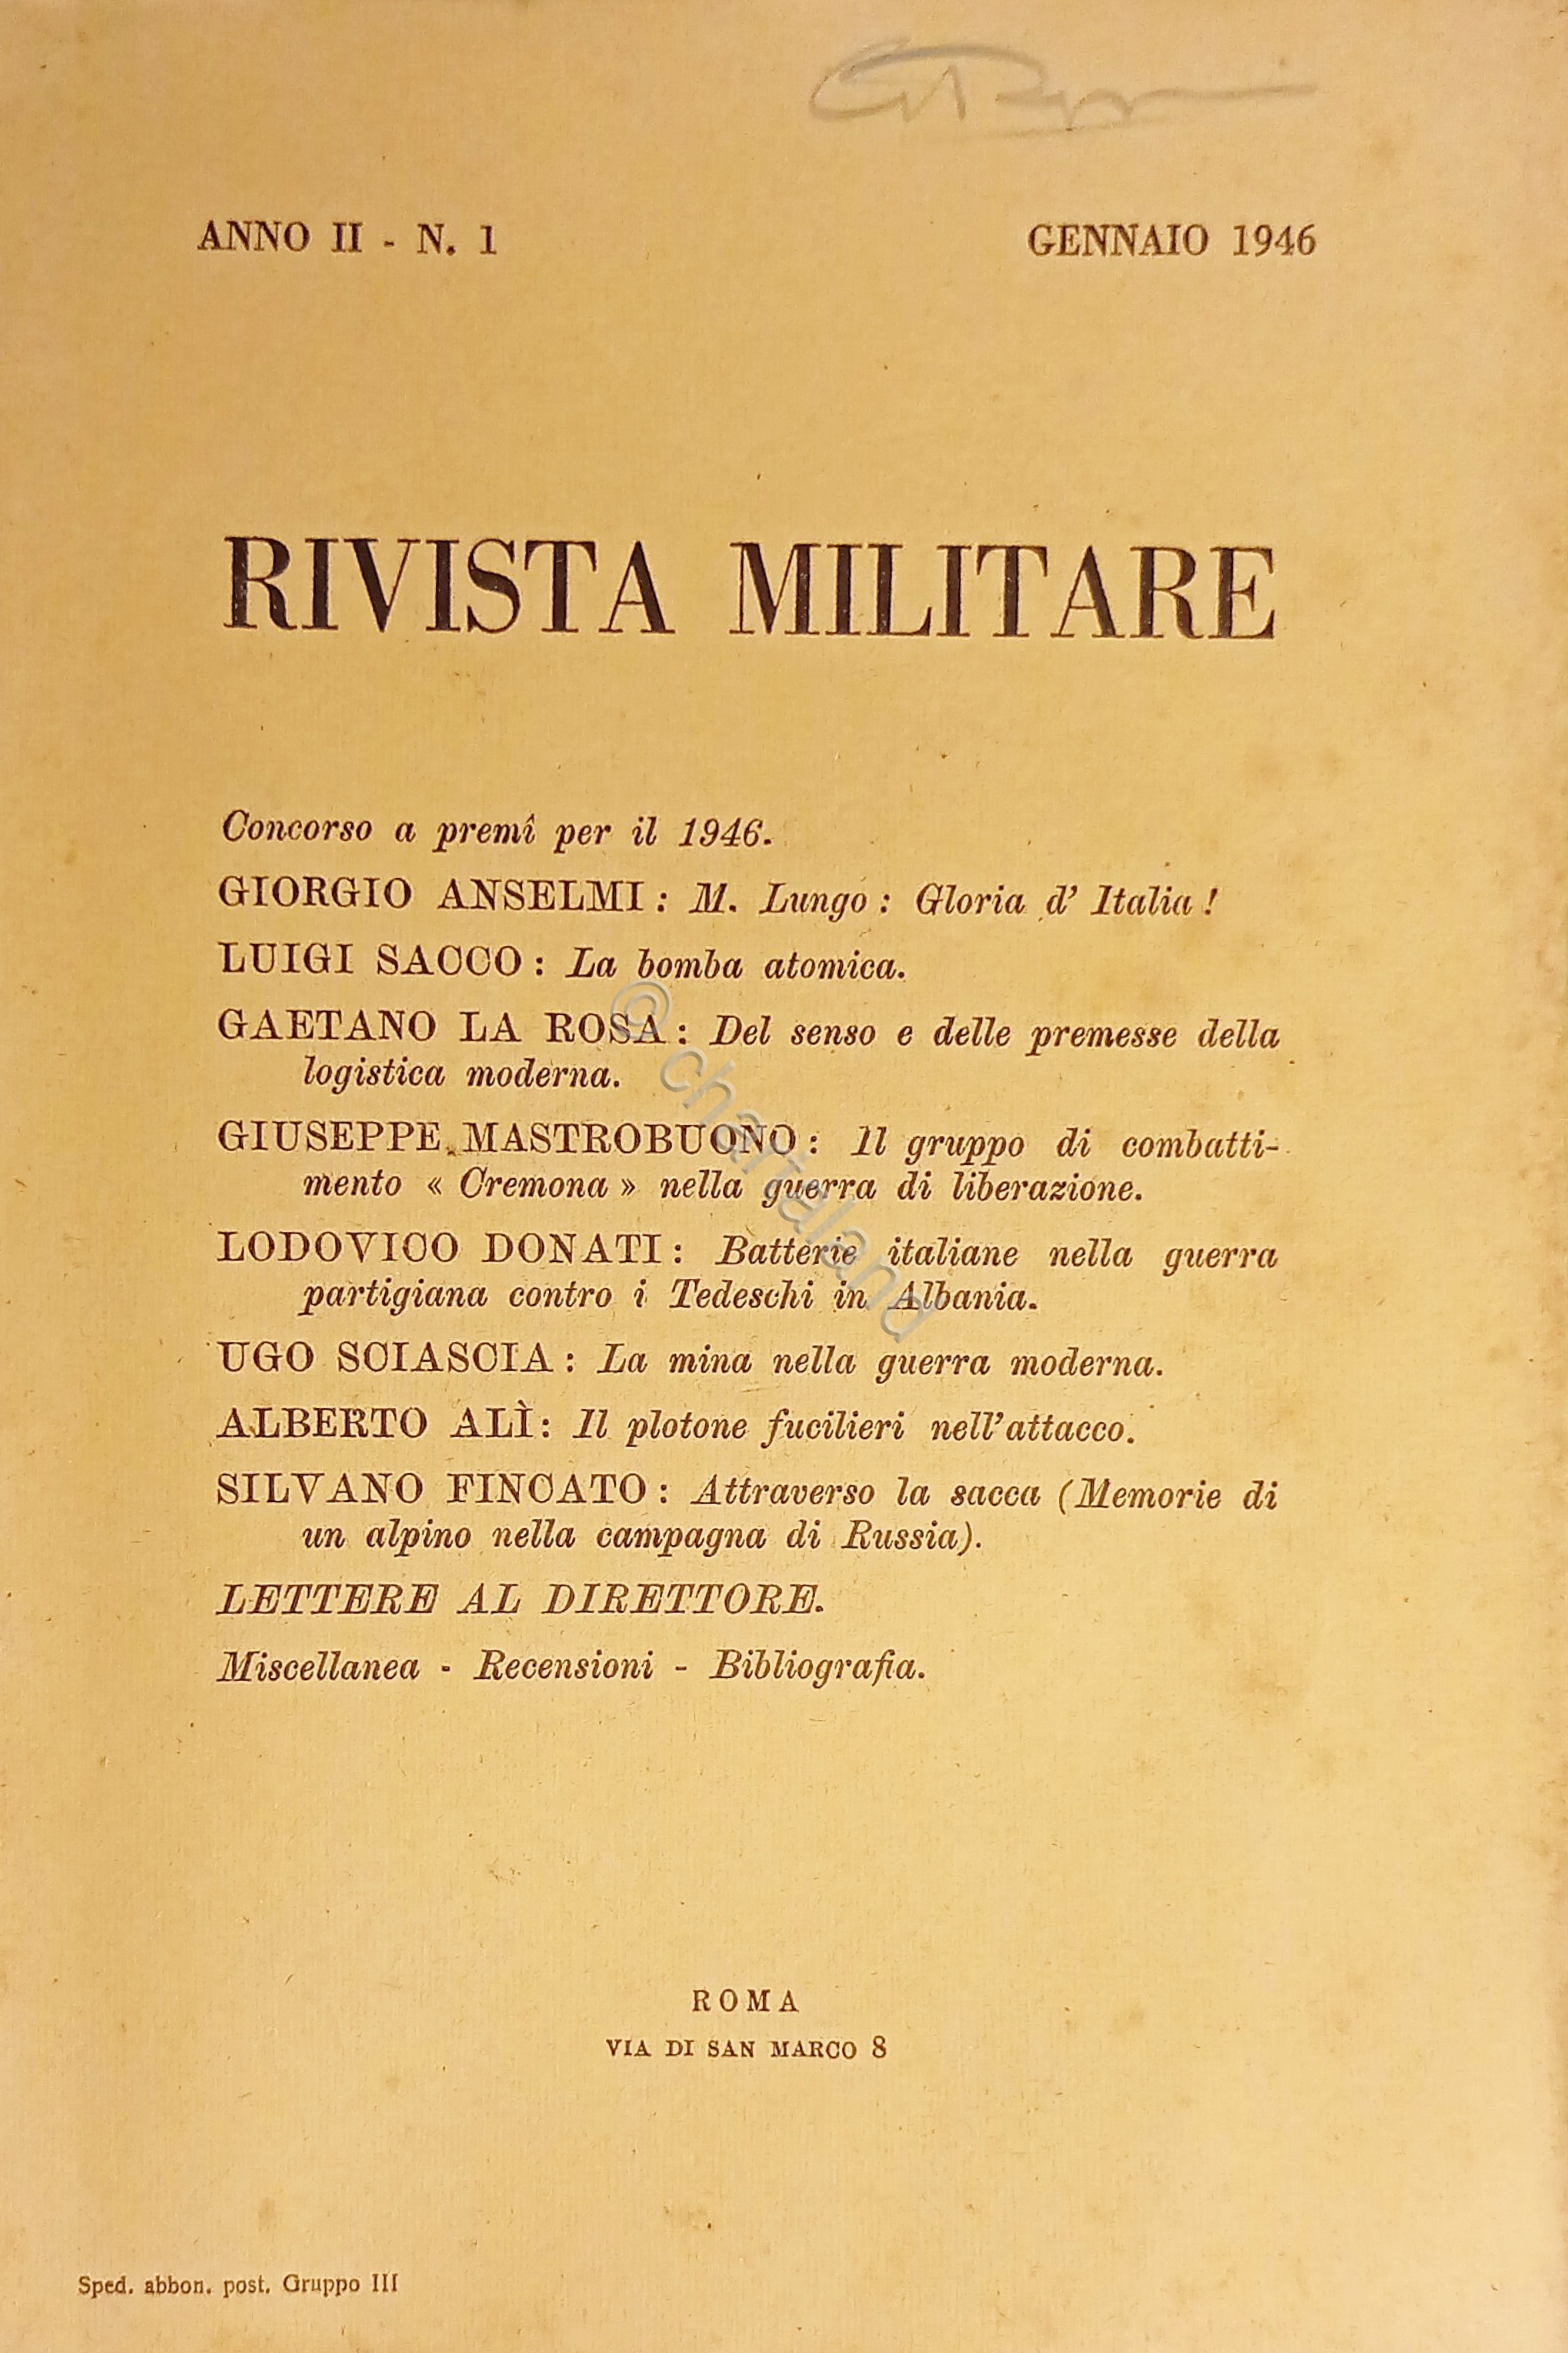 ANNO II - N. 1
GENNAIO 1946
RIVISTA MILITARE
Concorso a premî per il 1946.
GIORGIO ANSELMI : M. Lungo : Gloria d' Italia !
LUIGI SACCO : La bomba atomica.
GAETANO LA ROSA : Del senso e delle premesse della
logistica moderna.
GIUSEPPE MASTROBUONO : Il gruppo di combatti-
mento « Cremona » nella guerra di liberazione.
LODOVICO DONATI : Batterie italiane nella guerra
partigiana contro i Tedeschi in Albania.
UGO SCIASCIA : La mina nella guerra moderna.
ALBERTO ALÌ : Il plotone fucilieri nell'attacco.
SILVANO FINCATO : Attraverso la sacca (Memorie di
un alpino nella campagna di Russia).
LETTERE AL DIRETTORE.
Miscellanea - Recensioni - Bibliografia.
© chartaland
ROMA
VIA DI SAN MARCO 8
Sped. abbon. post. Gruppo III